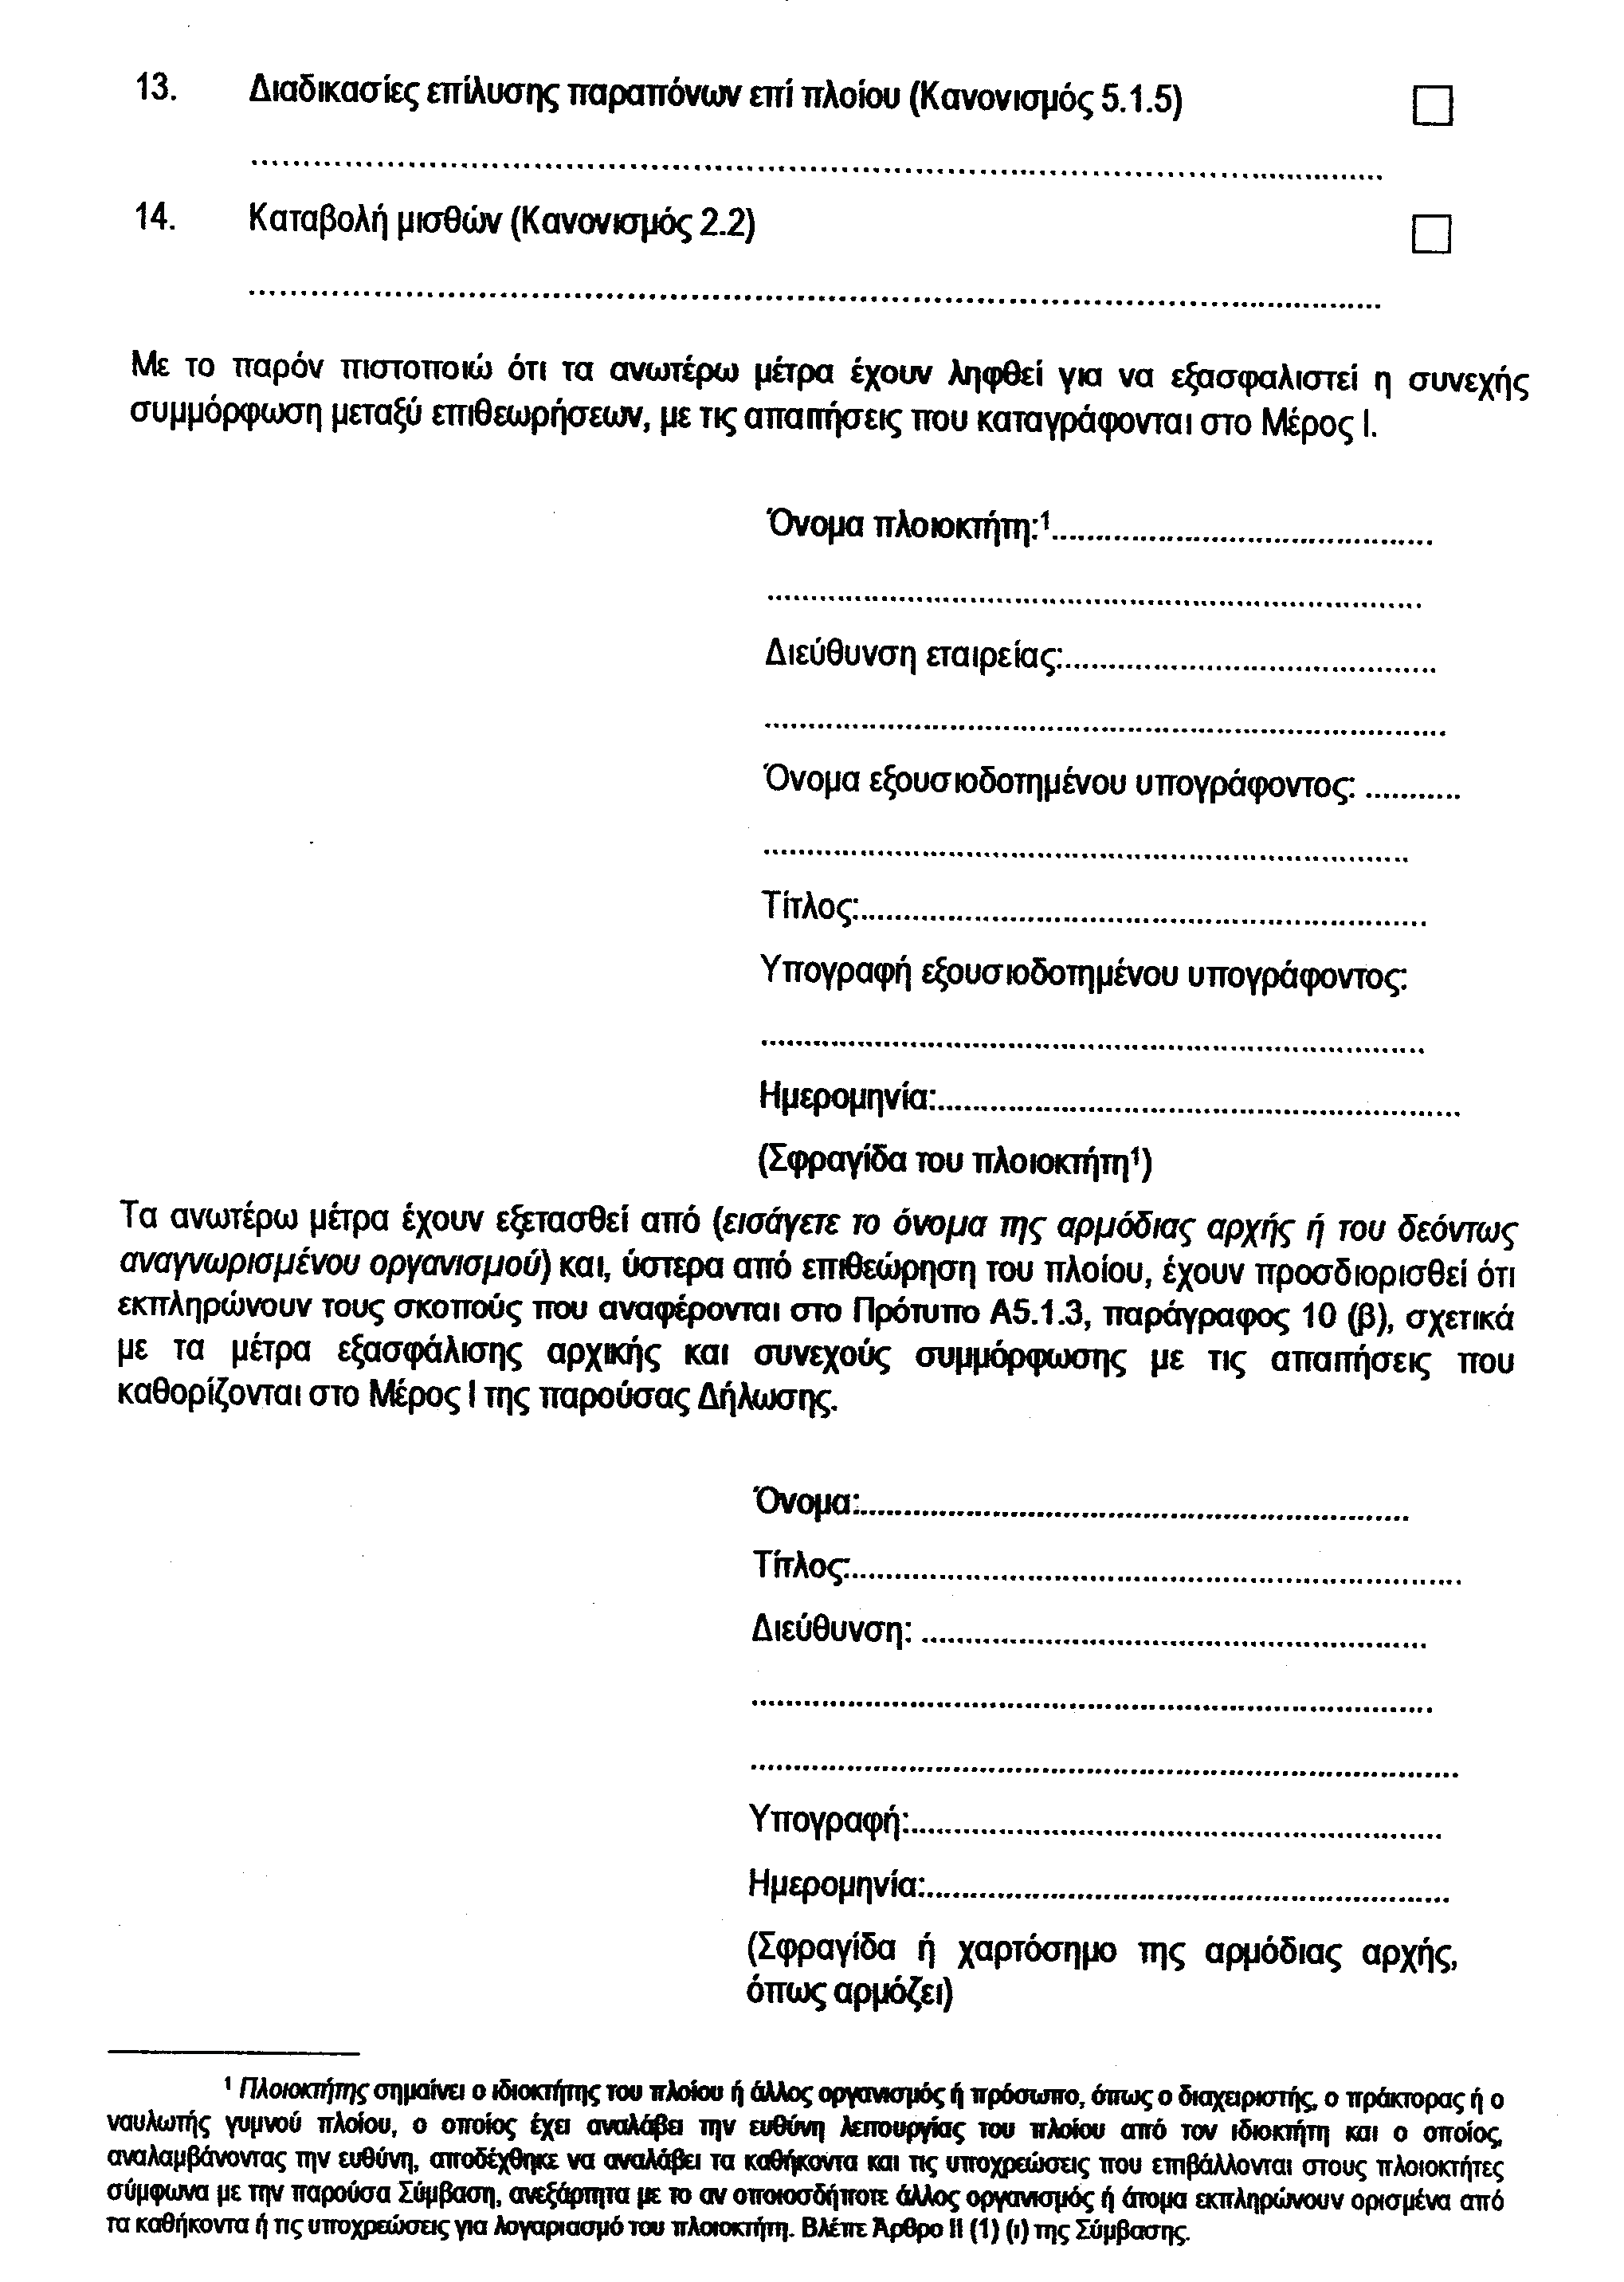 13. Διαδικασίες επίλυσης παραπόνων επί πλοίου (Κανονισμός 5.1.5) ☐
................................................................................
14. Καταβολή μισθών (Κανονισμός 2.2) ☐
................................................................................
Με το παρόν πιστοποιώ ότι τα ανωτέρω μέτρα έχουν ληφθεί για να εξασφαλιστεί η συνεχής
συμμόρφωση μεταξύ επιθεωρήσεων, με τις απαιτήσεις που καταγράφονται στο Μέρος Ι.
Όνομα πλοιοκτήτη:¹........................................
................................................................
Διεύθυνση εταιρείας:........................................
................................................................
Όνομα εξουσιοδοτημένου υπογράφοντος: ...........
................................................................
Τίτλος:........................................................
Υπογραφή εξουσιοδοτημένου υπογράφοντος:
................................................................
Ημερομηνία:....................................................
(Σφραγίδα του πλοιοκτήτη¹)
Τα ανωτέρω μέτρα έχουν εξετασθεί από (εισάγετε το όνομα της αρμόδιας αρχής ή του δεόντως
αναγνωρισμένου οργανισμού) και, ύστερα από επιθεώρηση του πλοίου, έχουν προσδιορισθεί ότι
εκπληρώνουν τους σκοπούς που αναφέρονται στο Πρότυπο Α5.1.3, παράγραφος 10 (β), σχετικά
με τα μέτρα εξασφάλισης αρχικής και συνεχούς συμμόρφωσης με τις απαιτήσεις που
καθορίζονται στο Μέρος Ι της παρούσας Δήλωσης.
Όνομα:........................................................
Τίτλος:........................................................
Διεύθυνση: ....................................................
................................................................
................................................................
Υπογραφή:....................................................
Ημερομηνία:....................................................
(Σφραγίδα ή χαρτόσημο της αρμόδιας αρχής,
όπως αρμόζει)
¹ Πλοιοκτήτης σημαίνει ο ιδιοκτήτης του πλοίου ή άλλος οργανισμός ή πρόσωπο, όπως ο διαχειριστής, ο πράκτορας ή ο
ναυλωτής γυμνού πλοίου, ο οποίος έχει αναλάβει την ευθύνη λειτουργίας του πλοίου από τον ιδιοκτήτη και ο οποίος,
αναλαμβάνοντας την ευθύνη, αποδέχθηκε να αναλάβει τα καθήκοντα και τις υποχρεώσεις που επιβάλλονται στους πλοιοκτήτες
σύμφωνα με την παρούσα Σύμβαση, ανεξάρτητα με το αν οποιοσδήποτε άλλος οργανισμός ή άτομα εκπληρώνουν ορισμένα από
τα καθήκοντα ή τις υποχρεώσεις για λογαριασμό του πλοιοκτήτη. Βλέπε Άρθρο ΙΙ (1) (ι) της Σύμβασης.